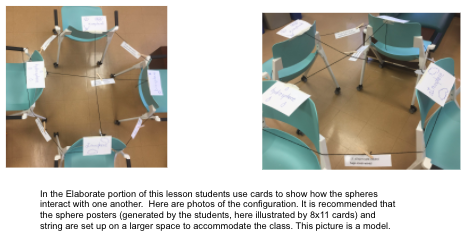 In the Elaborate portion of this lesson students use cards to show how the spheres
interact with one another. Here are photos of the configuration. It is recommended that
the sphere posters (generated by the students, here illustrated by 8x11 cards) and
string are set up on a larger space to accommodate the class. This picture is a model.